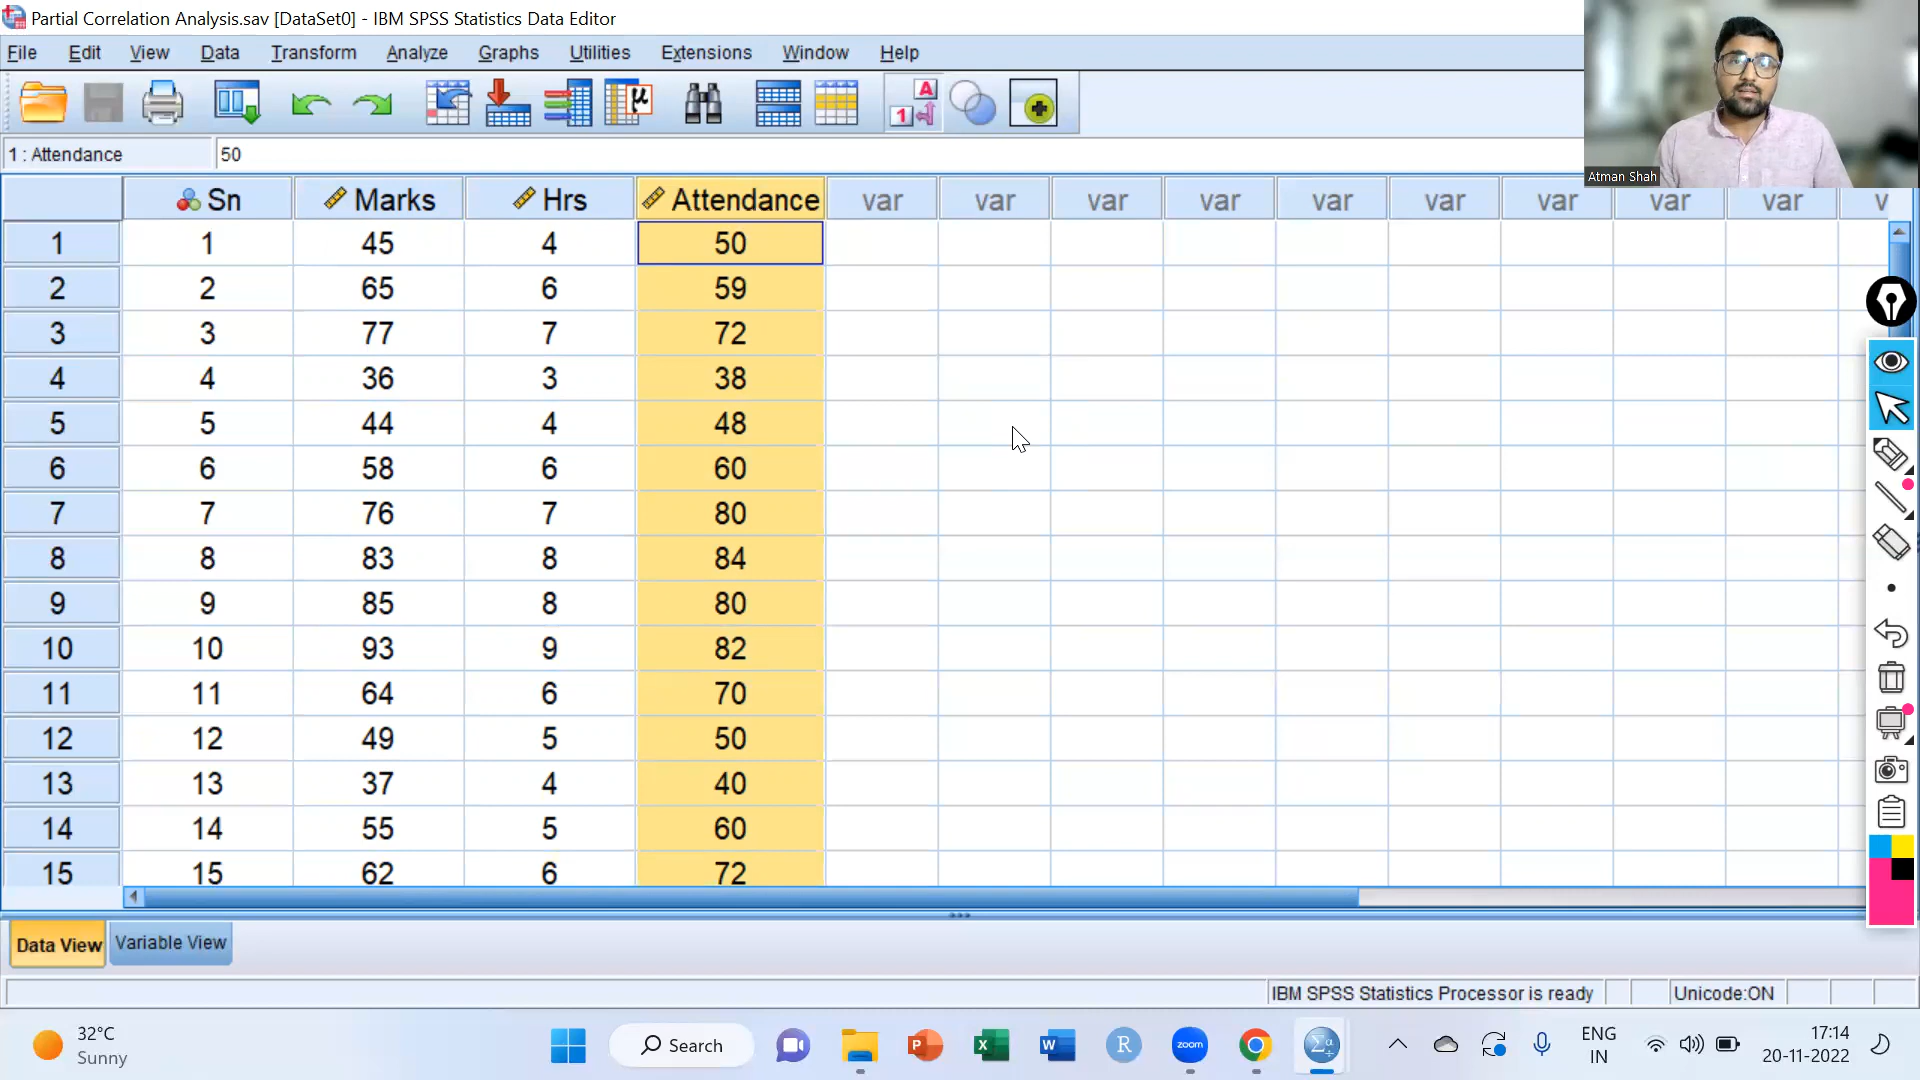 Partial Correlation Analysis.sav [DataSet0] - IBM SPSS Statistics Data Editor
File Edit View Data Transform Analyze Graphs Utilities Extensions Window Help
1 : Attendance 50
Atman Shah
Sn Marks Hrs Attendance var var var var var var var var var v
1 1 45 4 50
2 2 65 6 59
3 3 77 7 72
4 4 36 3 38
5 5 44 4 48
6 6 58 6 60
7 7 76 7 80
8 8 83 8 84
9 9 85 8 80
10 10 93 9 82
11 11 64 6 70
12 12 49 5 50
13 13 37 4 40
14 14 55 5 60
15 15 62 6 72
Data View Variable View
IBM SPSS Statistics Processor is ready Unicode:ON
32°C
Sunny
Search
zoom
ENG
IN
17:14
20-11-2022